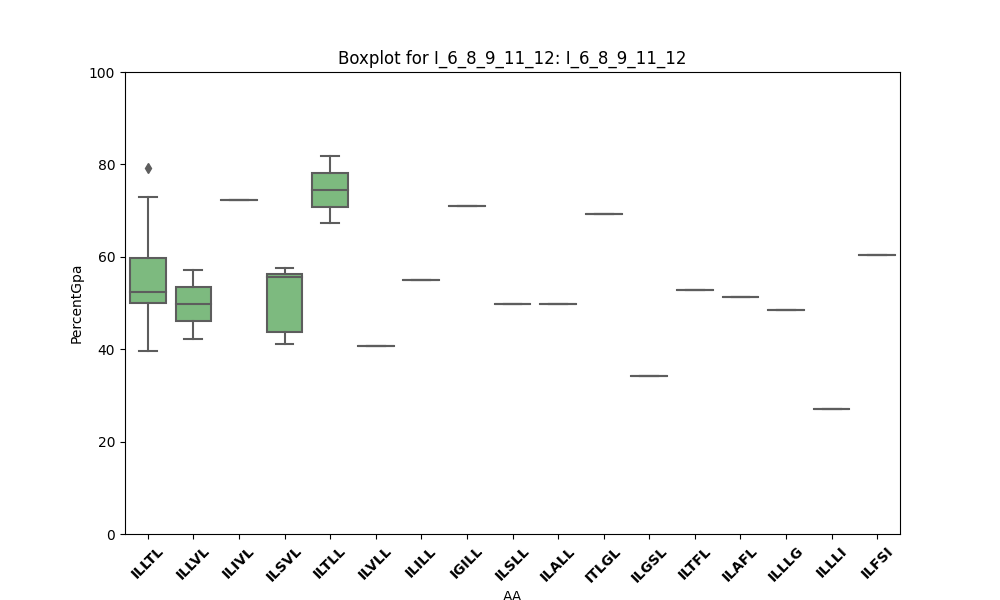 Boxplot for I_6_8_9_11_12: I_6_8_9_11_12
100
80
60
40
20
0
PercentGpa
ILLTL
ILLVL
ILIVL
ILSVL
ILTLL
ILVLL
ILILL
IGILL
ILSLL
ILALL
ITLGL
ILGSL
ILTFL
ILAFL
ILLLG
ILLLI
ILFSI
AA